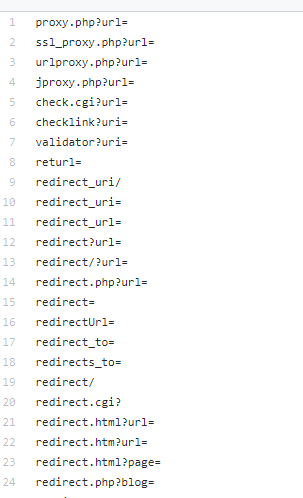 1 proxy.php?url=
2 ssl_proxy.php?url=
3 urlproxy.php?url=
4 jproxy.php?url=
5 check.cgi?url=
6 checklink?uri=
7 validator?uri=
8 returl=
9 redirect_uri/
10 redirect_uri=
11 redirect_url=
12 redirect?url=
13 redirect/?url=
14 redirect.php?url=
15 redirect=
16 redirectUrl=
17 redirect_to=
18 redirects_to=
19 redirect/
20 redirect.cgi?
21 redirect.html?url=
22 redirect.htm?url=
23 redirect.html?page=
24 redirect.php?blog=